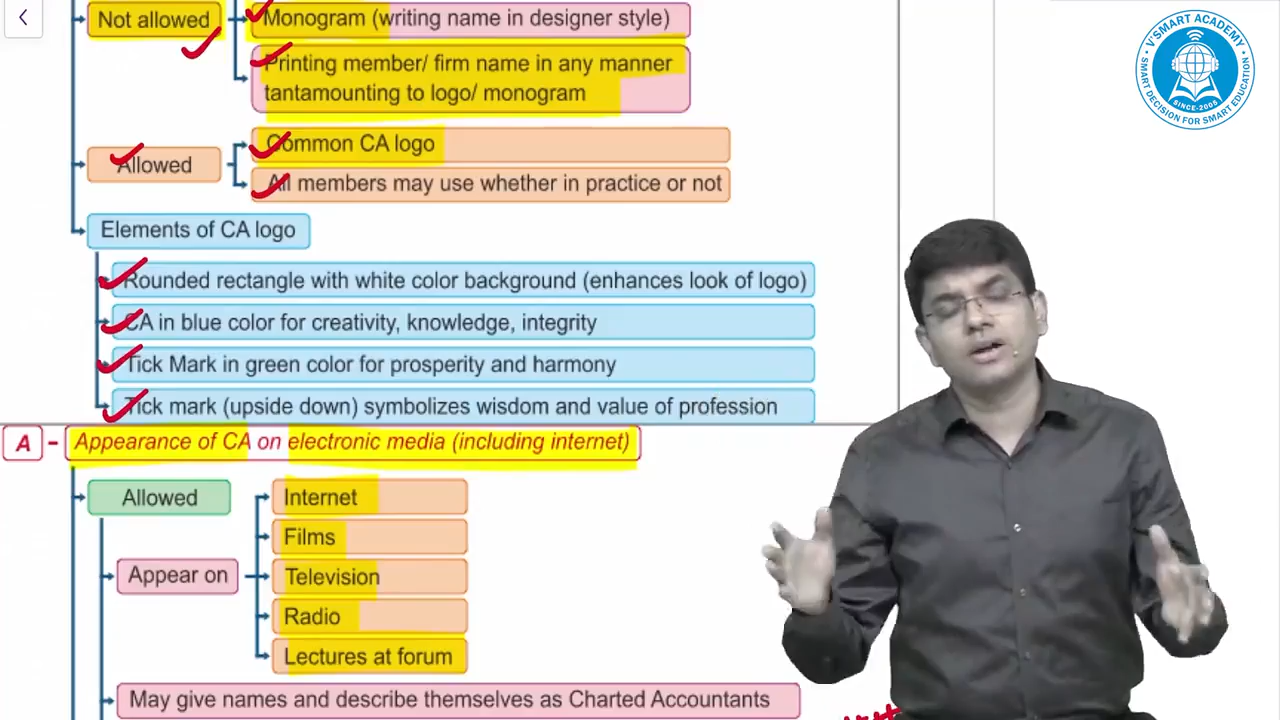 Not allowed
Monogram (writing name in designer style)
Printing member/ firm name in any manner
tantamounting to logo/ monogram
Allowed
Common CA logo
All members may use whether in practice or not
Elements of CA logo
Rounded rectangle with white color background (enhances look of logo)
CA in blue color for creativity, knowledge, integrity
Tick Mark in green color for prosperity and harmony
Tick mark (upside down) symbolizes wisdom and value of profession
A - Appearance of CA on electronic media (including internet)
Allowed
Appear on
Internet
Films
Television
Radio
Lectures at forum
May give names and describe themselves as Charted Accountants
V'SMART ACADEMY
SINCE-2005
SMART DECISION FOR SMART EDUCATION